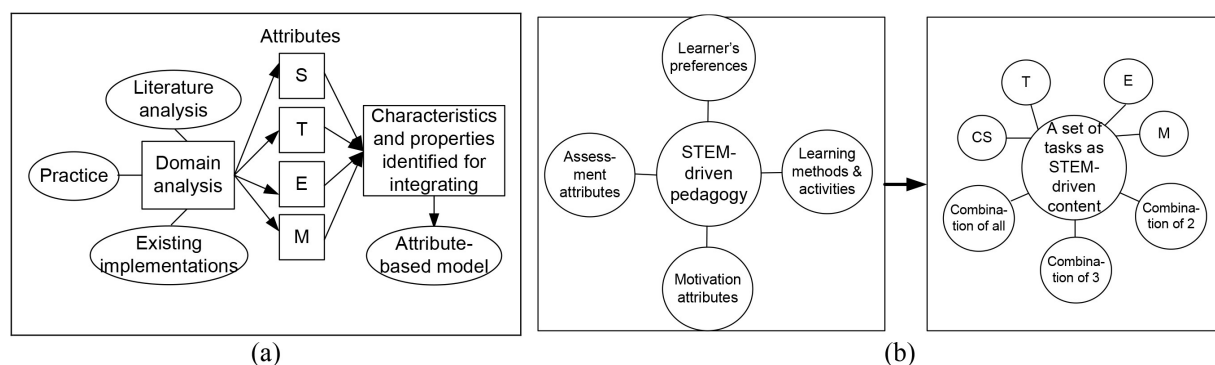 Attributes
Literature
analysis
Practice
Domain
analysis
Existing
implementations
S
T
E
M
Characteristics
and properties
identified for
integrating
Attribute-
based model
(a)
Learner's
preferences
Assess-
ment
attributes
STEM-
driven
pedagogy
Learning
methods &
activities
Motivation
attributes
T
E
CS
M
A set of
tasks as
STEM-
driven
content
Combination
of all
Combina-
tion of 3
Combina-
tion of 2
(b)